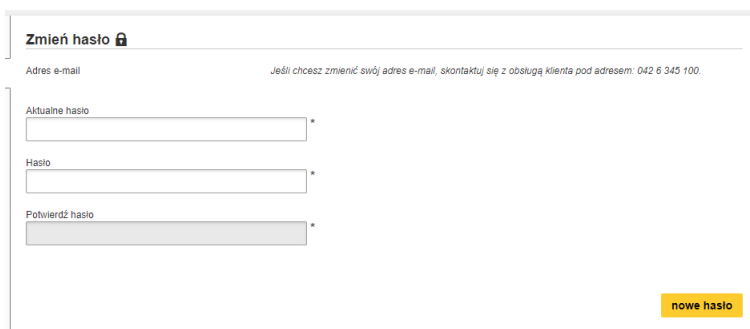 Zmień hasło
Adres e-mail Jeśli chcesz zmienić swój adres e-mail, skontaktuj się z obsługą klienta pod adresem: 042 6 345 100.
Aktualne hasło
*
Hasło
*
Potwierdź hasło
*
nowe hasło